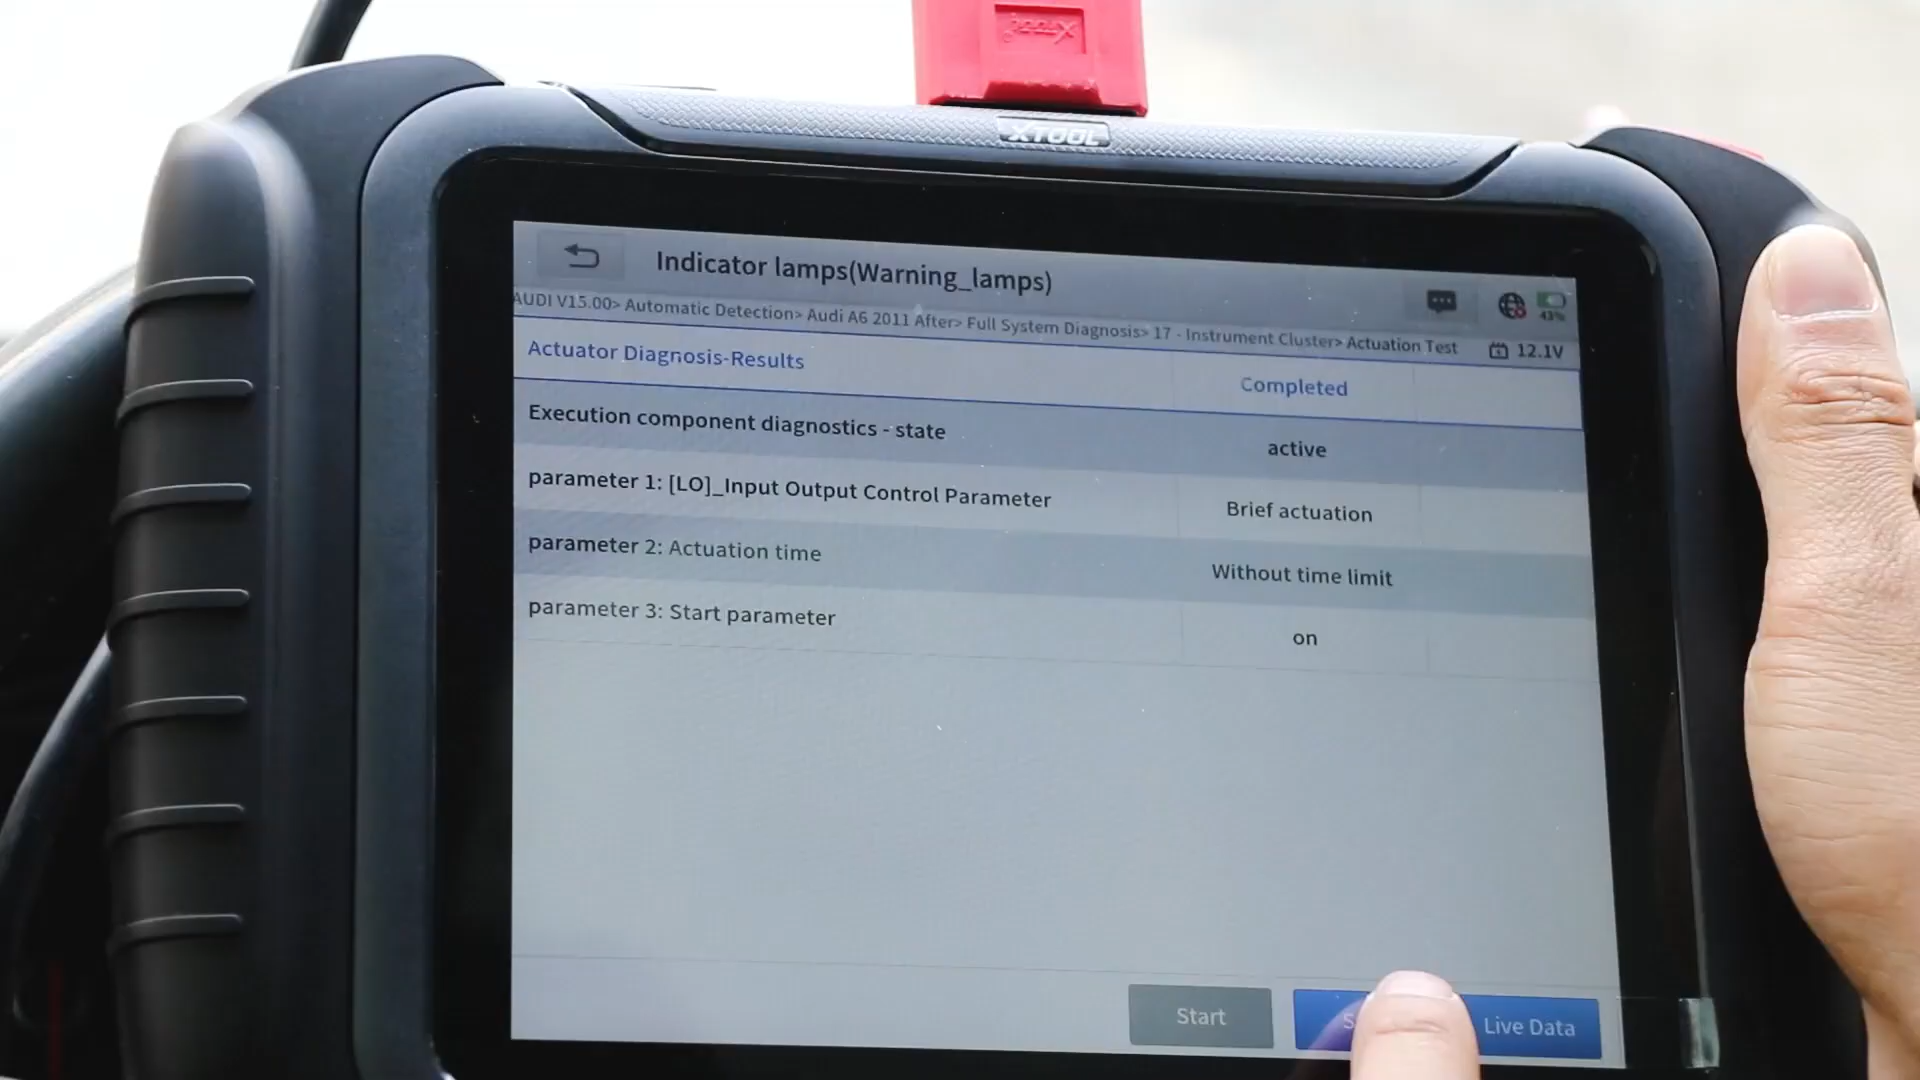 Xtool
XTOOL
Indicator lamps(Warning_lamps)
43%
AUDI V15.00> Automatic Detection> Audi A6 2011 After> Full System Diagnosis> 17 - Instrument Cluster> Actuation Test
12.1V
Actuator Diagnosis-Results Completed
Execution component diagnostics - state active
parameter 1: [LO]_Input Output Control Parameter Brief actuation
parameter 2: Actuation time Without time limit
parameter 3: Start parameter on
Start Live Data